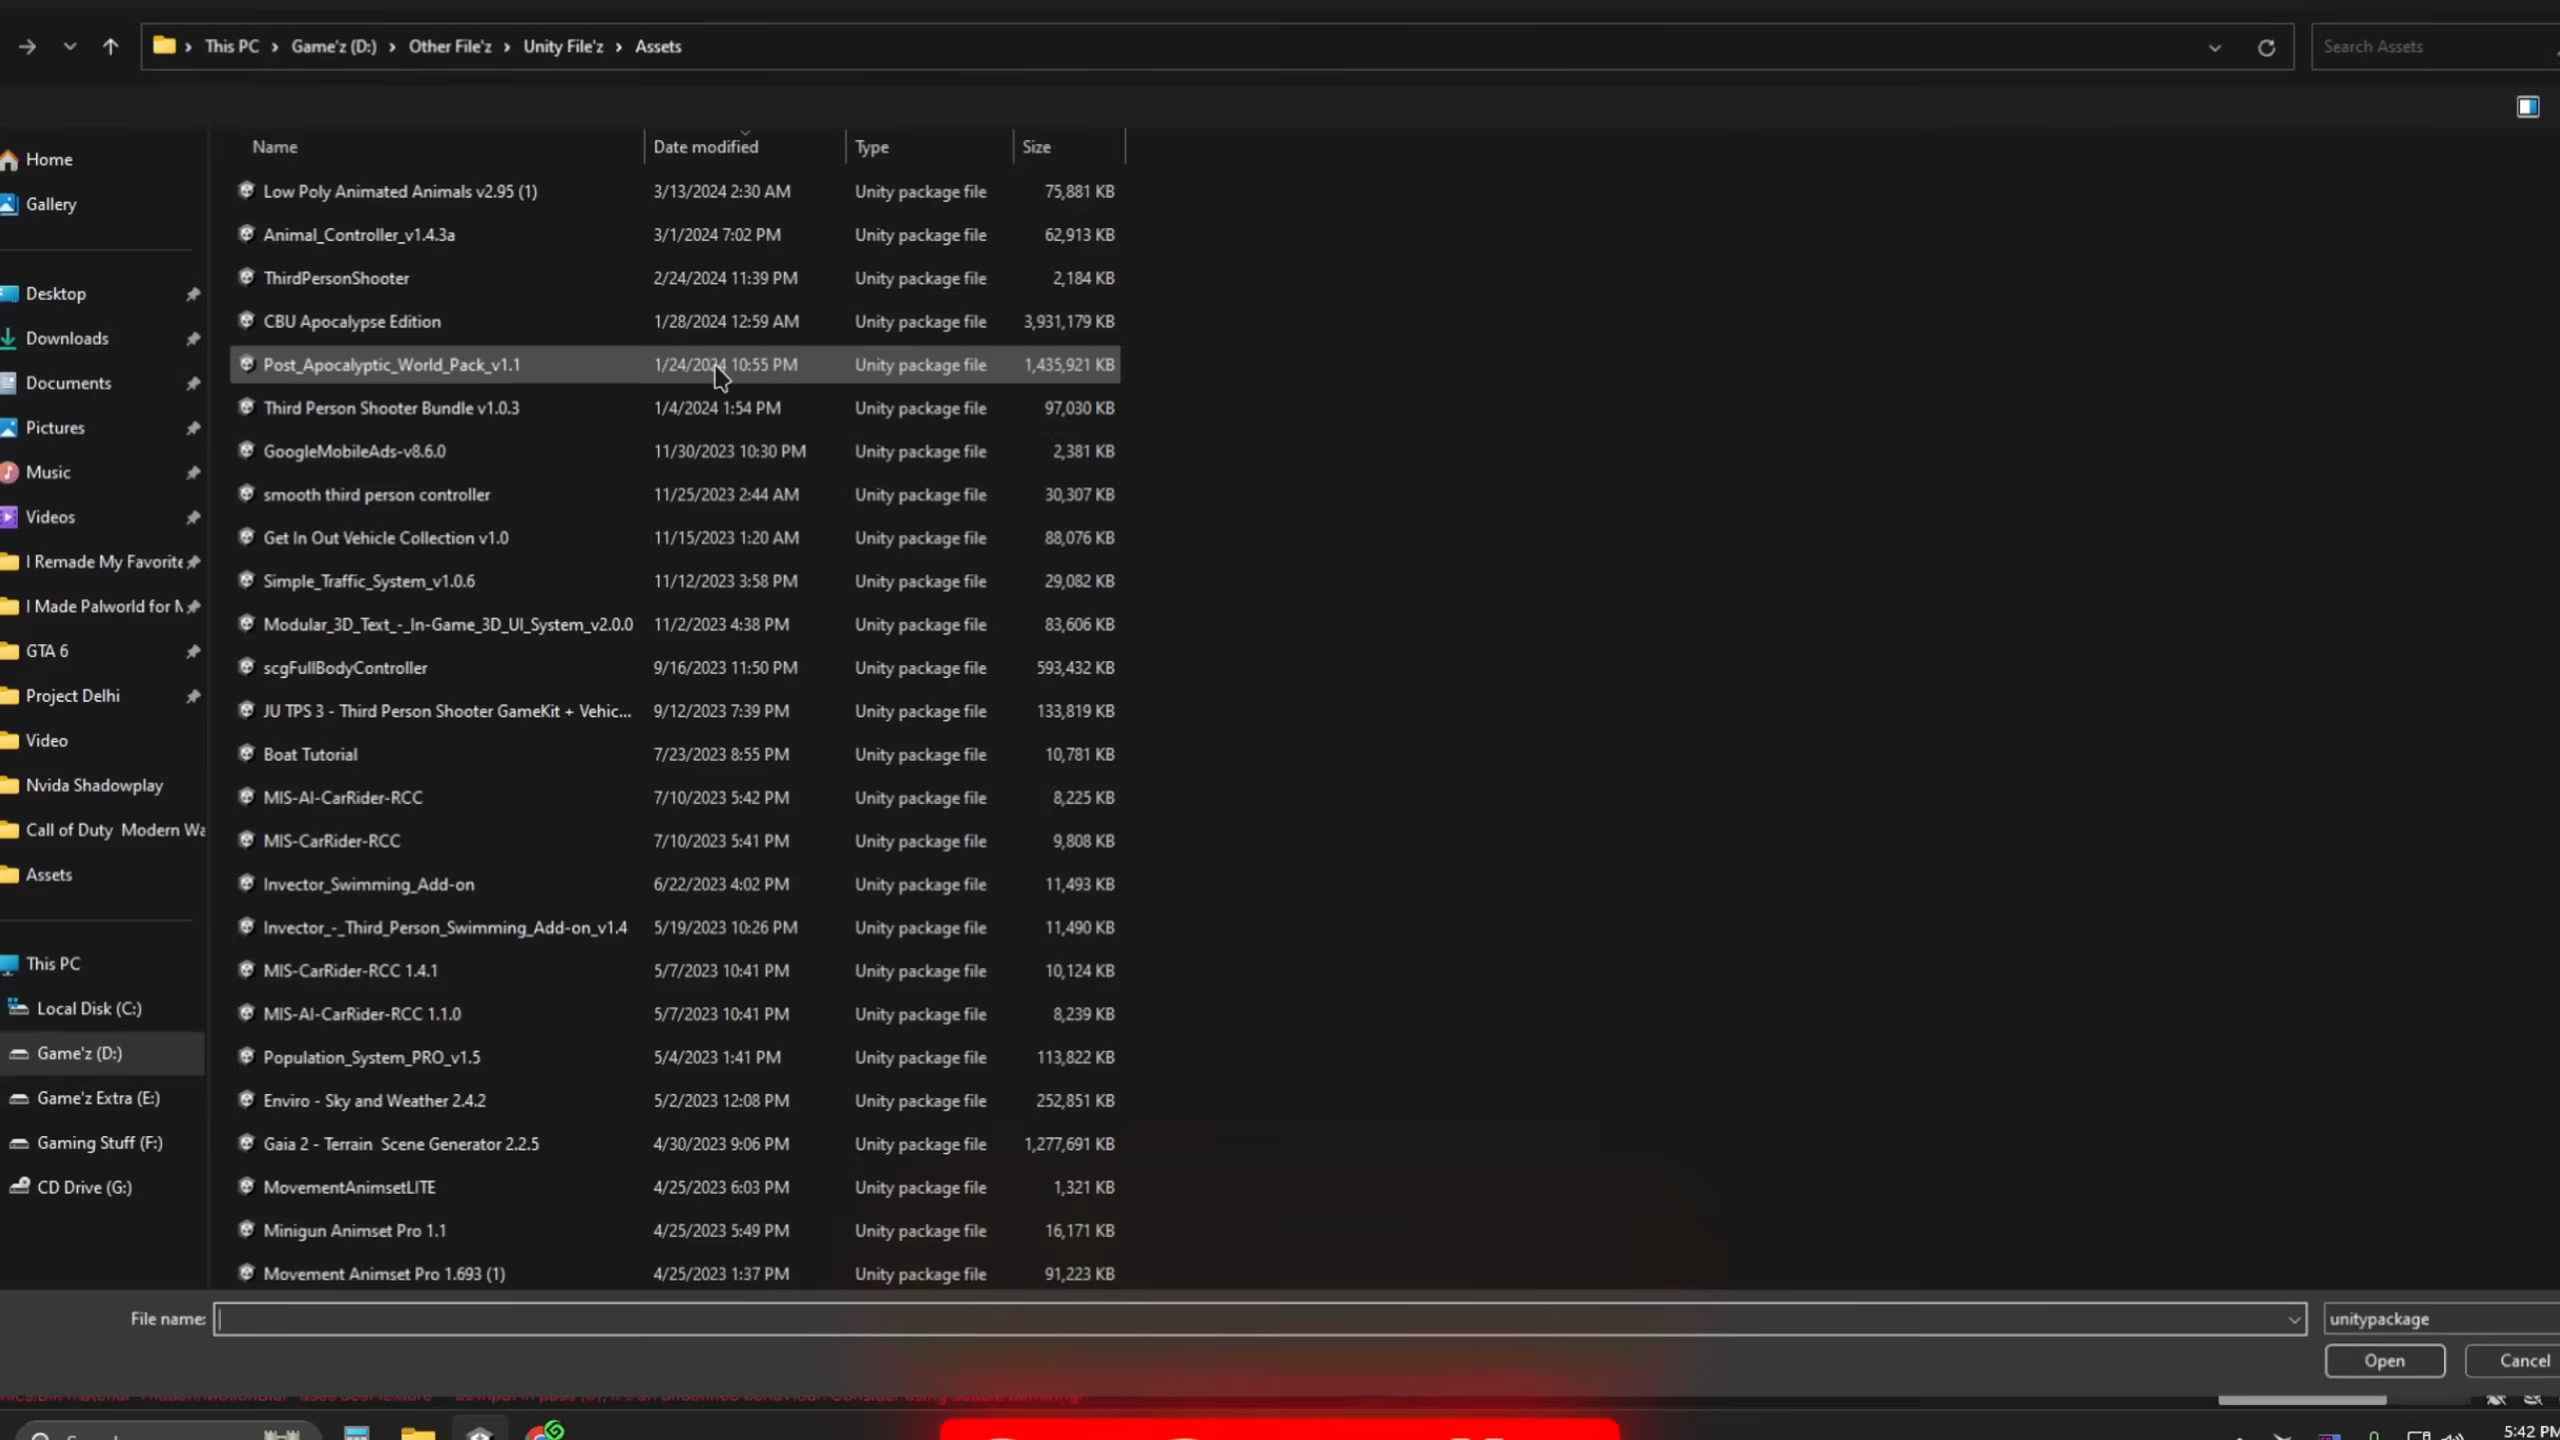 This PC > Game'z (D:) > Other File'z > Unity File'z > Assets
Search Assets
Name Date modified Type Size
Home
Gallery
Desktop
Downloads
Documents
Pictures
Music
Videos
I Remade My Favorite
I Made Palworld for M
GTA 6
Project Delhi
Video
Nvida Shadowplay
Call of Duty Modern Wa
Assets
This PC
Local Disk (C:)
Game'z (D:)
Game'z Extra (E:)
Gaming Stuff (F:)
CD Drive (G:)
Low Poly Animated Animals v2.95 (1) 3/13/2024 2:30 AM Unity package file 75,881 KB
Animal_Controller_v1.4.3a 3/1/2024 7:02 PM Unity package file 62,913 KB
ThirdPersonShooter 2/24/2024 11:39 PM Unity package file 2,184 KB
CBU Apocalypse Edition 1/28/2024 12:59 AM Unity package file 3,931,179 KB
Post_Apocalyptic_World_Pack_v1.1 1/24/2024 10:55 PM Unity package file 1,435,921 KB
Third Person Shooter Bundle v1.0.3 1/4/2024 1:54 PM Unity package file 97,030 KB
GoogleMobileAds-v8.6.0 11/30/2023 10:30 PM Unity package file 2,381 KB
smooth third person controller 11/25/2023 2:44 AM Unity package file 30,307 KB
Get In Out Vehicle Collection v1.0 11/15/2023 1:20 AM Unity package file 88,076 KB
Simple_Traffic_System_v1.0.6 11/12/2023 3:58 PM Unity package file 29,082 KB
Modular_3D_Text_-_In-Game_3D_UI_System_v2.0.0 11/2/2023 4:38 PM Unity package file 83,606 KB
scgFullBodyController 9/16/2023 11:50 PM Unity package file 593,432 KB
JU TPS 3 - Third Person Shooter GameKit + Vehic... 9/12/2023 7:39 PM Unity package file 133,819 KB
Boat Tutorial 7/23/2023 8:55 PM Unity package file 10,781 KB
MIS-AI-CarRider-RCC 7/10/2023 5:42 PM Unity package file 8,225 KB
MIS-CarRider-RCC 7/10/2023 5:41 PM Unity package file 9,808 KB
Invector_Swimming_Add-on 6/22/2023 4:02 PM Unity package file 11,493 KB
Invector_-_Third_Person_Swimming_Add-on_v1.4 5/19/2023 10:26 PM Unity package file 11,490 KB
MIS-CarRider-RCC 1.4.1 5/7/2023 10:41 PM Unity package file 10,124 KB
MIS-AI-CarRider-RCC 1.1.0 5/7/2023 10:41 PM Unity package file 8,239 KB
Population_System_PRO_v1.5 5/4/2023 1:41 PM Unity package file 113,822 KB
Enviro - Sky and Weather 2.4.2 5/2/2023 12:08 PM Unity package file 252,851 KB
Gaia 2 - Terrain Scene Generator 2.2.5 4/30/2023 9:06 PM Unity package file 1,277,691 KB
MovementAnimsetLITE 4/25/2023 6:03 PM Unity package file 1,321 KB
Minigun Animset Pro 1.1 4/25/2023 5:49 PM Unity package file 16,171 KB
Movement Animset Pro 1.693 (1) 4/25/2023 1:37 PM Unity package file 91,223 KB
File name:
unitypackage
Open Cancel
5:42 PM